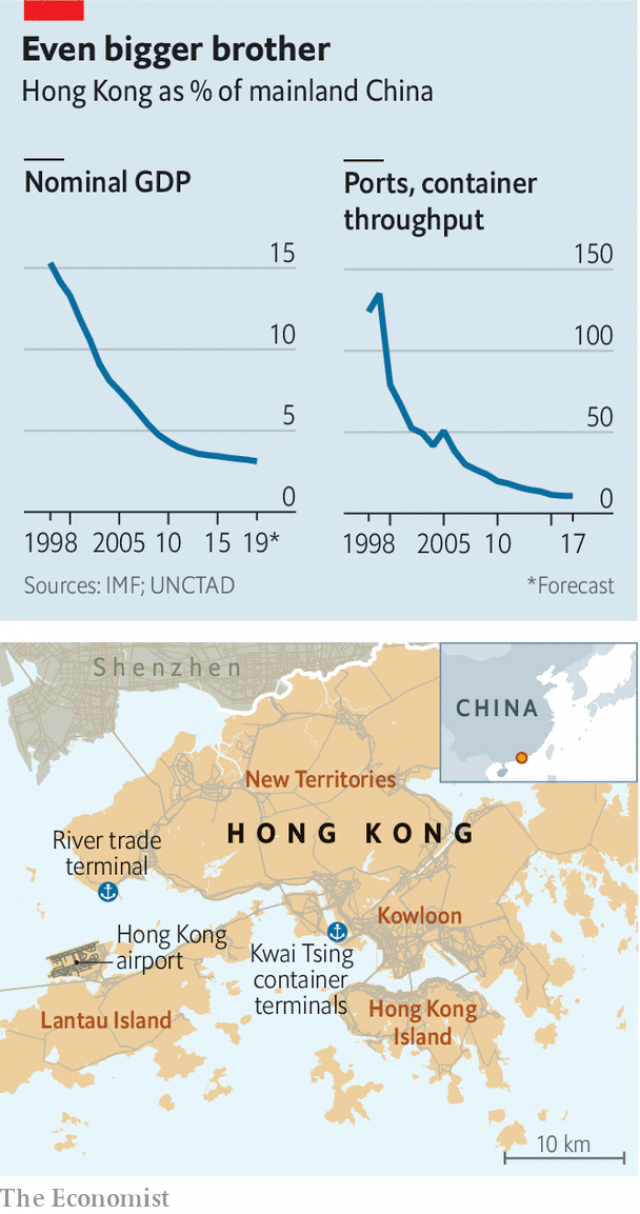 Even bigger brother
Hong Kong as % of mainland China
Nominal GDP
15
10
5
0
1998 2005 10 15 19*
Ports, container
throughput
150
100
50
0
1998 2005 10 17
Sources: IMF; UNCTAD
*Forecast
Shenzhen
CHINA
New Territories
HONG KONG
River trade
terminal
Kowloon
Hong Kong
airport
Kwai Tsing
container
terminals
Lantau Island
Hong Kong
Island
10 km
The Economist